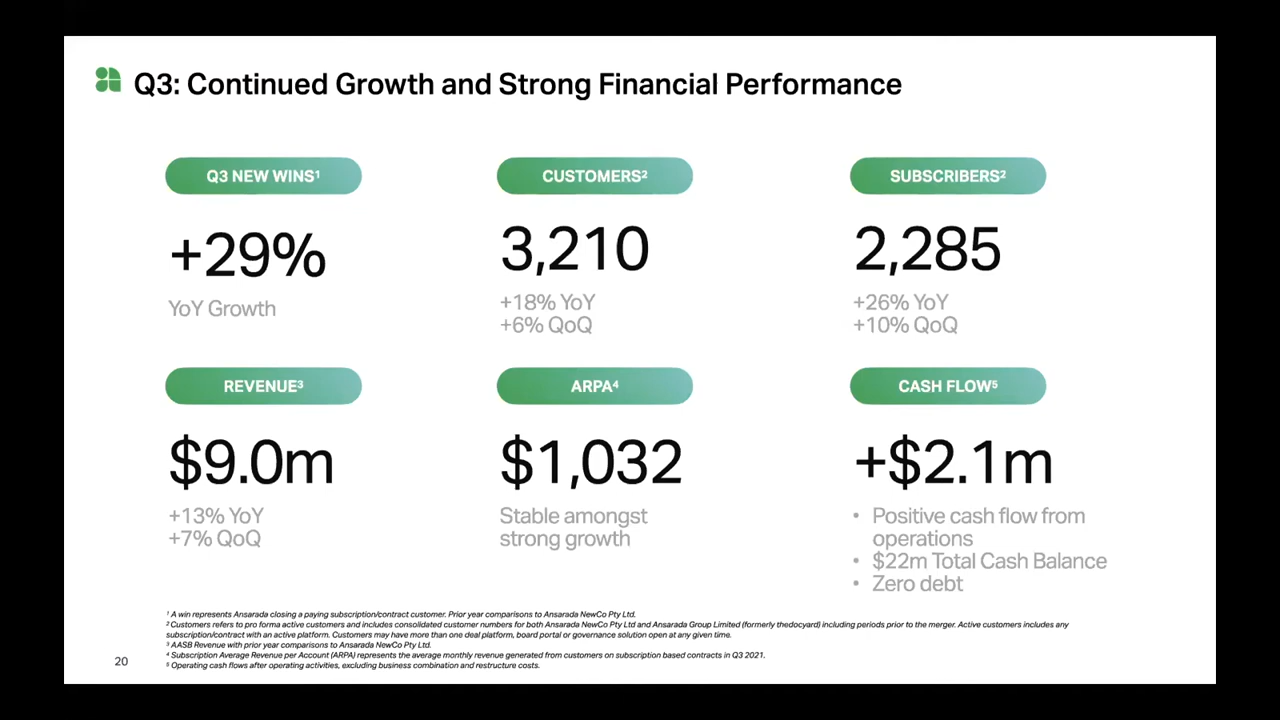 Q3: Continued Growth and Strong Financial Performance
Q3 NEW WINS¹
+29%
YoY Growth
CUSTOMERS²
3,210
+18% YoY
+6% QoQ
SUBSCRIBERS²
2,285
+26% YoY
+10% QoQ
REVENUE³
$9.0m
+13% YoY
+7% QoQ
ARPA⁴
$1,032
Stable amongst
strong growth
CASH FLOW⁵
+$2.1m
• Positive cash flow from
operations
• $22m Total Cash Balance
• Zero debt
¹ A win represents Ansarada closing a paying subscription/contract customer. Prior year comparisons to Ansarada NewCo Pty Ltd.
² Customers refers to pro forma active customers and includes consolidated customer numbers for both Ansarada NewCo Pty Ltd and Ansarada Group Limited (formerly thedocyard) including periods prior to the merger. Active customers includes any
subscription/contract with an active platform. Customers may have more than one deal platform, board portal or governance solution open at any given time.
³ AASB Revenue with prior year comparisons to Ansarada NewCo Pty Ltd.
⁴ Subscription Average Revenue per Account (ARPA) represents the average monthly revenue generated from customers on subscription based contracts in Q3 2021.
⁵ Operating cash flows after operating activities, excluding business combination and restructure costs.
20